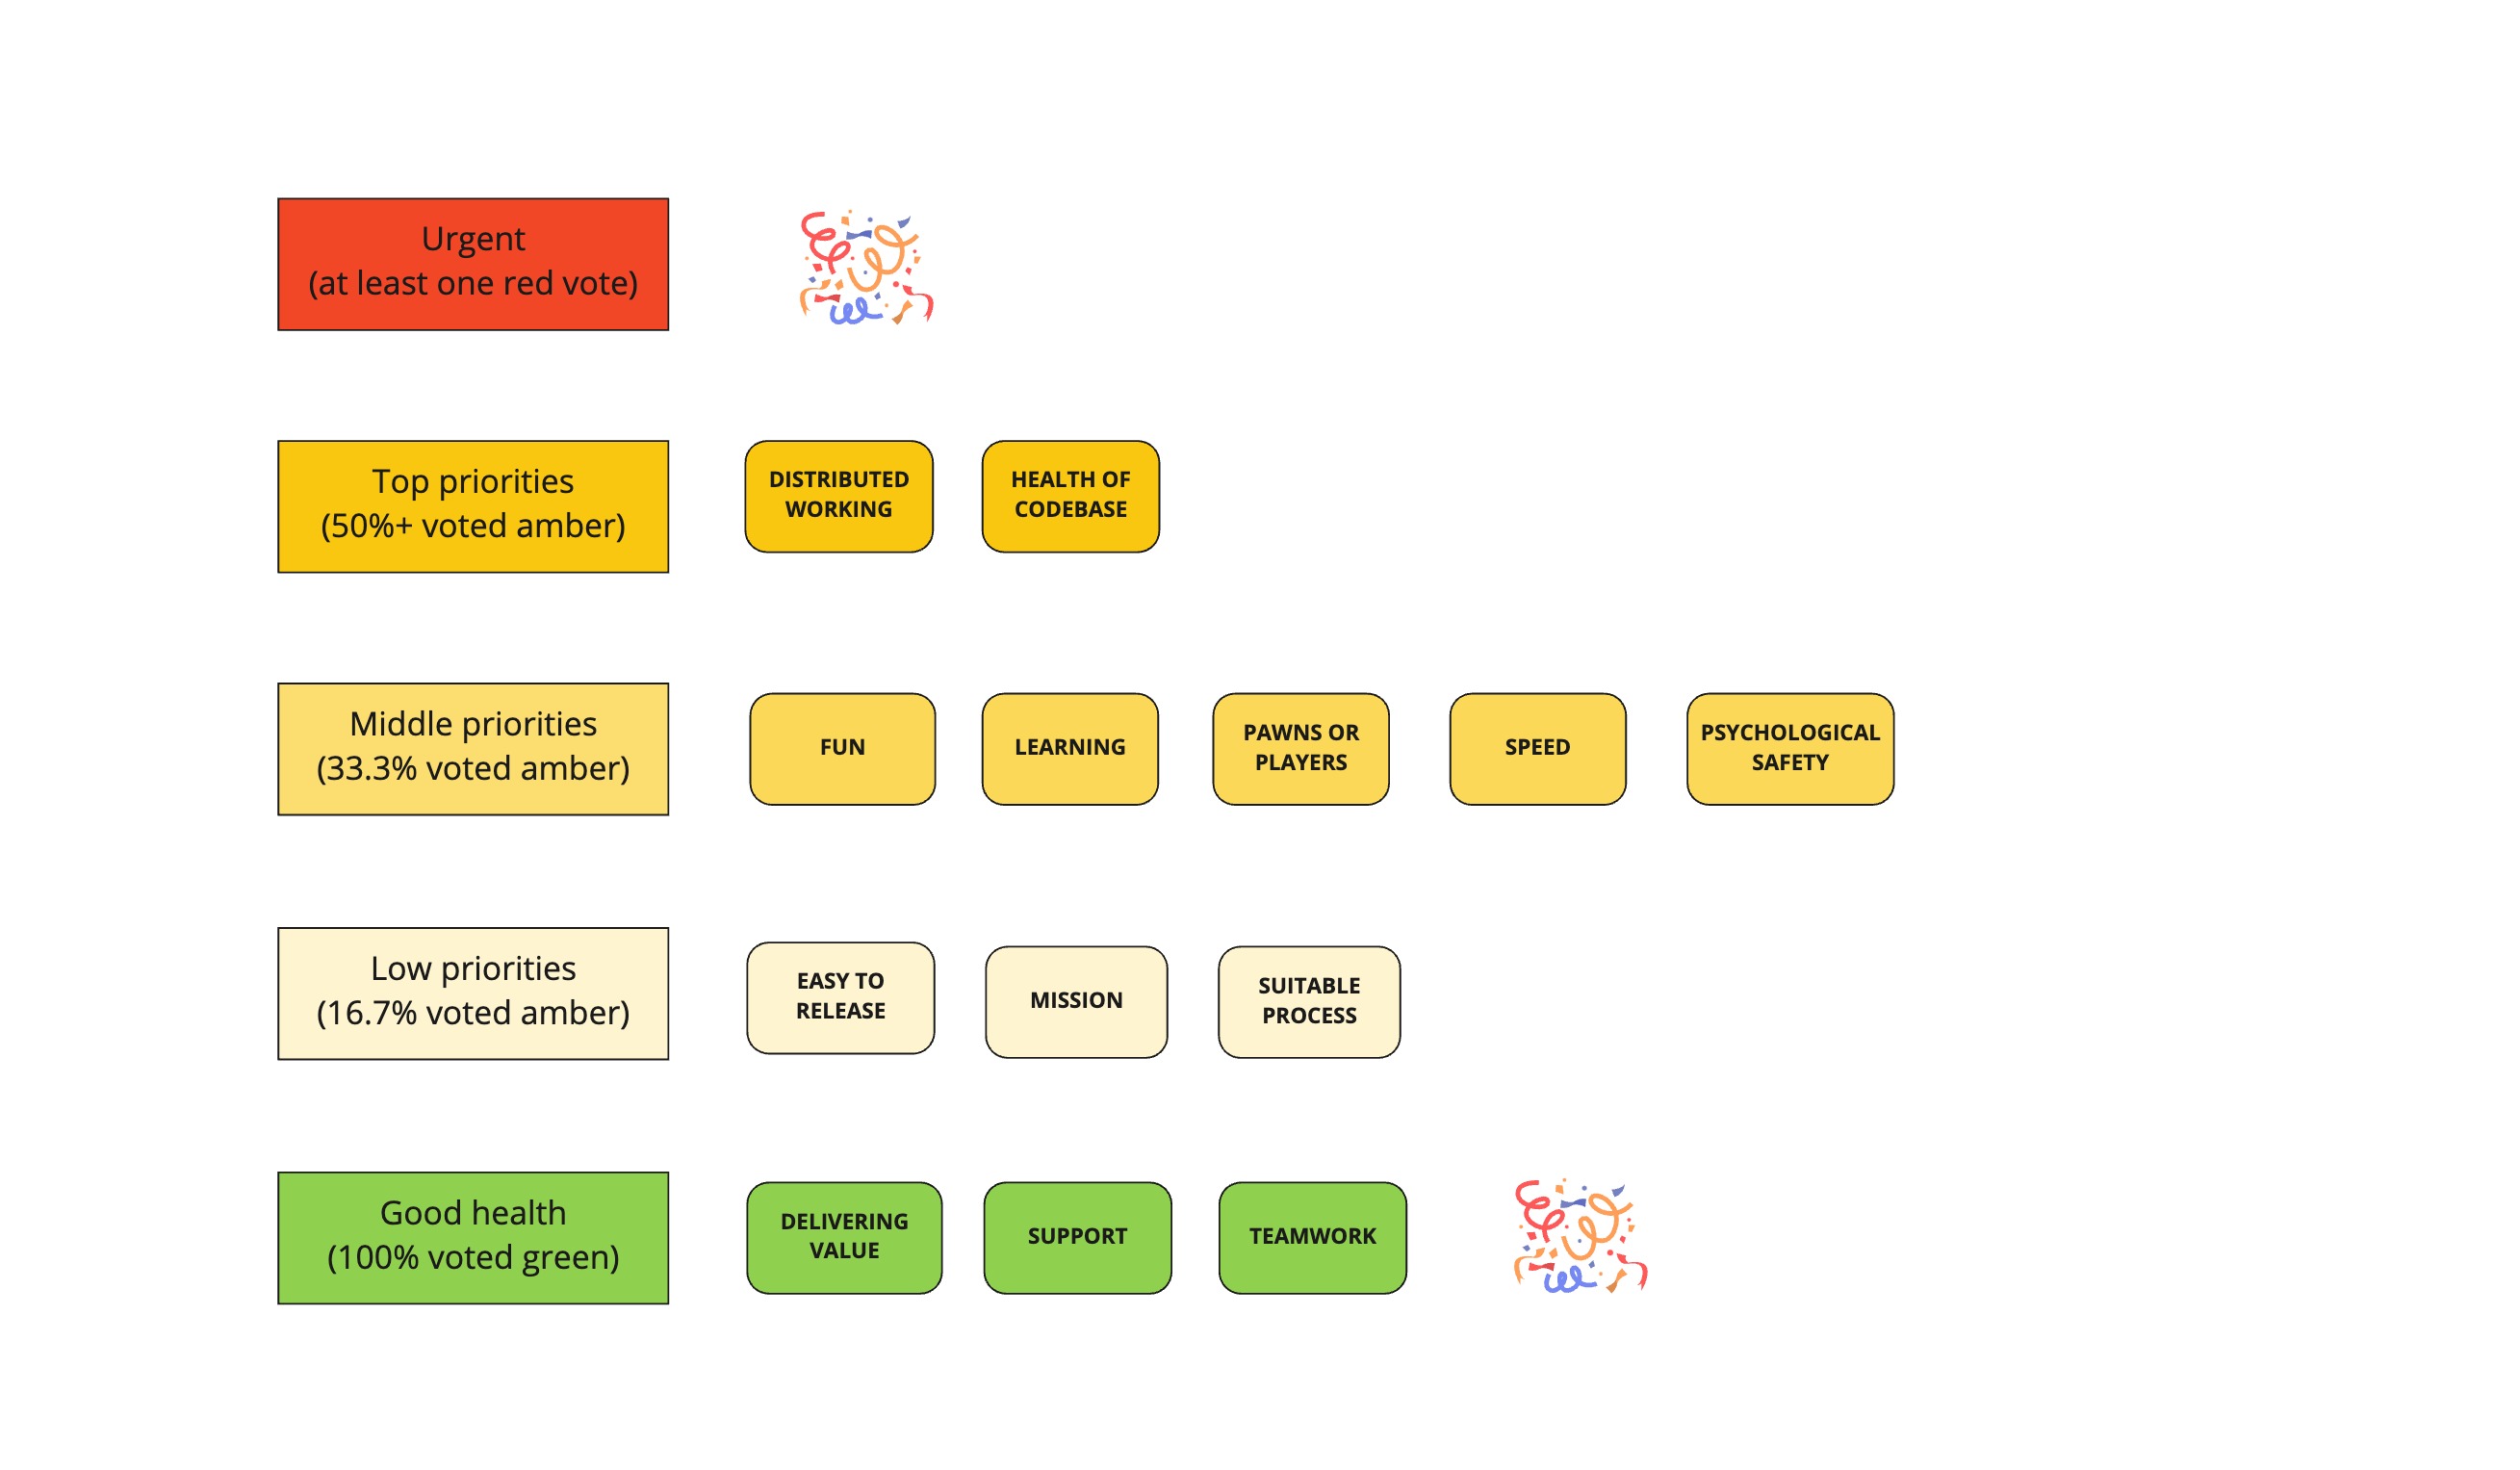 Urgent
(at least one red vote)
Top priorities
(50%+ voted amber)
DISTRIBUTED
WORKING
HEALTH OF
CODEBASE
Middle priorities
(33.3% voted amber)
FUN
LEARNING
PAWNS OR
PLAYERS
SPEED
PSYCHOLOGICAL
SAFETY
Low priorities
(16.7% voted amber)
EASY TO
RELEASE
MISSION
SUITABLE
PROCESS
Good health
(100% voted green)
DELIVERING
VALUE
SUPPORT
TEAMWORK